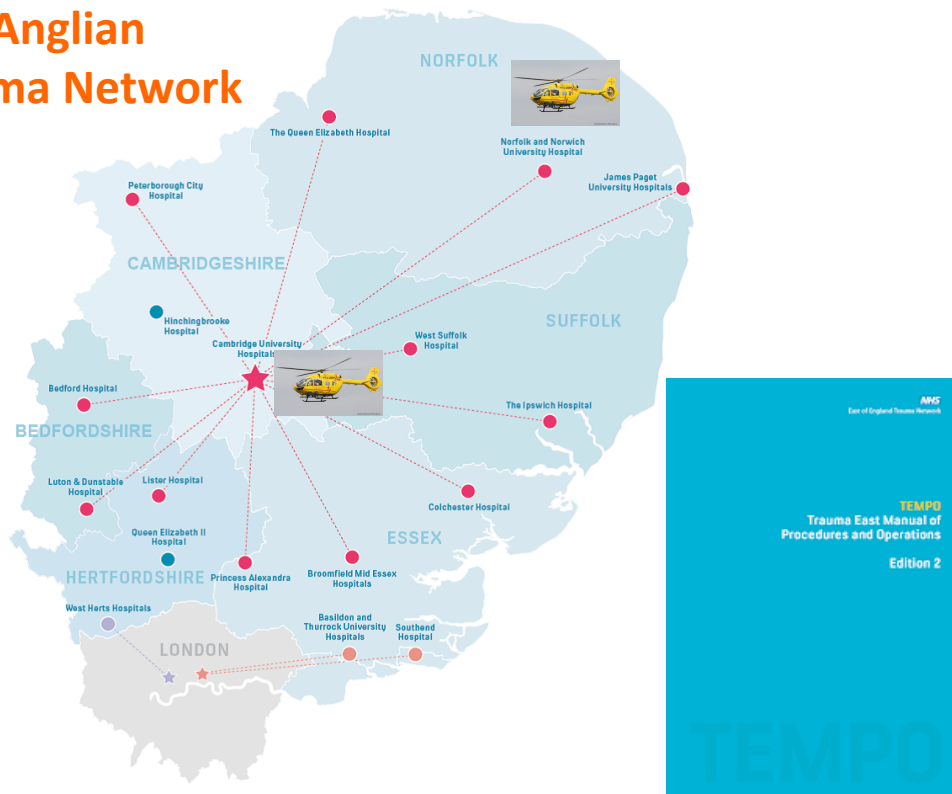 Anglian
ma Network
NORFOLK
The Queen Elizabeth Hospital
Norfolk and Norwich
University Hospital
James Paget
University Hospitals
Peterborough City
Hospital
CAMBRIDGESHIRE
Hinchingbrooke
Hospital
SUFFOLK
Cambridge University
Hospitals
West Suffolk
Hospital
Bedford Hospital
The Ipswich Hospital
BEDFORDSHIRE
Luton & Dunstable
Hospital
Lister Hospital
Colchester Hospital
Queen Elizabeth II
Hospital
ESSEX
HERTFORDSHIRE
Princess Alexandra
Hospital
Broomfield Mid Essex
Hospitals
West Herts Hospitals
Basildon and
Thurrock University
Hospitals
Southend
Hospital
LONDON
NHS
East of England Trauma Network
TEMPO
Trauma East Manual of
Procedures and Operations
Edition 2
TEMPO